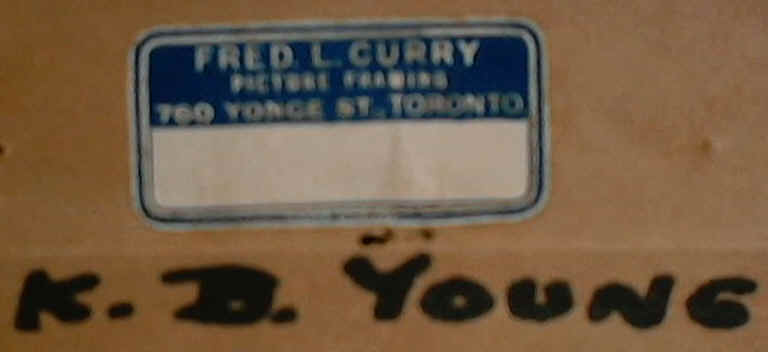 FRED. L. CURRY
PICTURE FRAMING
760 YONGE ST., TORONTO
K. D. YOUNG